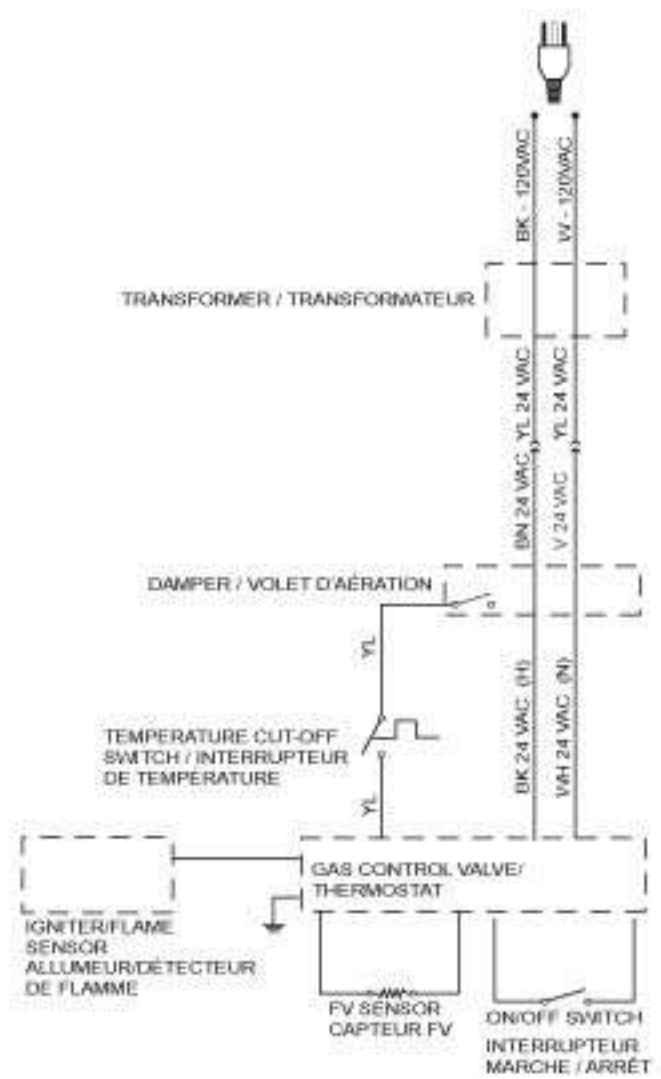 BK - 120VAC
W - 120VAC
TRANSFORMER / TRANSFORMATEUR
YL 24 VAC
YL 24 VAC
BN 24 VAC
V 24 VAC
DAMPER / VOLET D'AÉRATION
YL
BK 24 VAC (H)
WH 24 VAC (N)
TEMPERATURE CUT-OFF
SWITCH / INTERRUPTEUR
DE TEMPÉRATURE
YL
GAS CONTROL VALVE/
THERMOSTAT
IGNITER/FLAME
SENSOR
ALLUMEUR/DÉTECTEUR
DE FLAMME
FV SENSOR
CAPTEUR FV
ON/OFF SWITCH
INTERRUPTEUR
MARCHE / ARRÊT